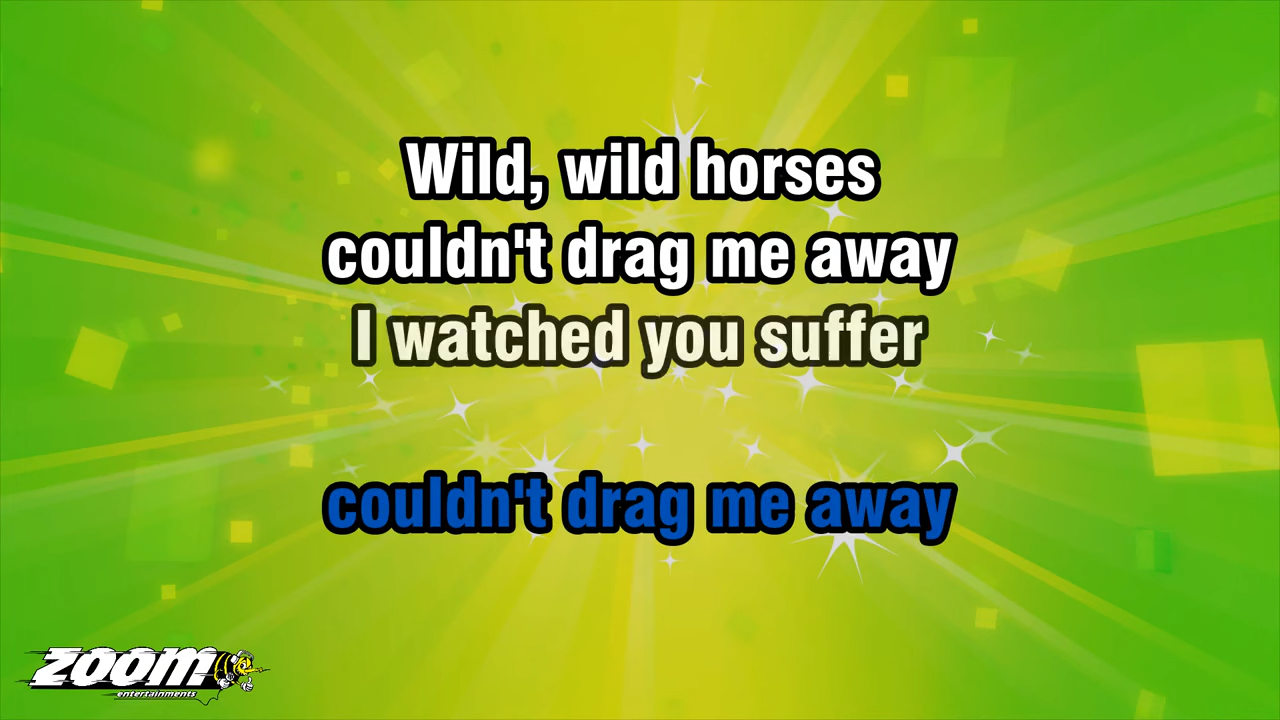 Wild, wild horses
couldn't drag me away
I watched you suffer
couldn't drag me away
ZOOM
entertainments